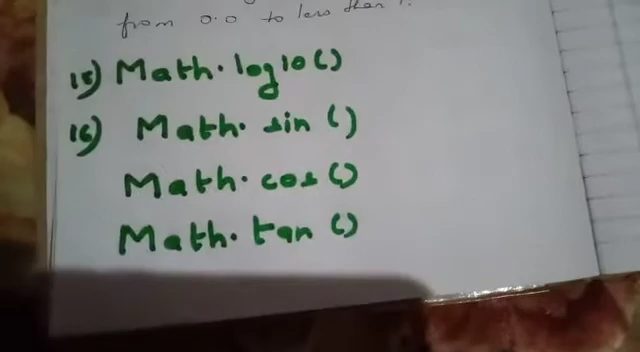 from 0.0 to less than 1.
15) Math.log10()
16) Math.sin()
Math.cos()
Math.tan()